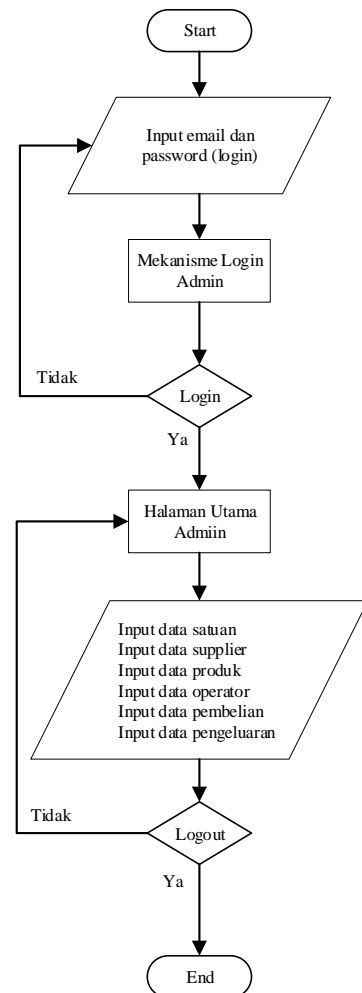 Start
Input email dan
password (login)
Mekanisme Login
Admin
Tidak
Login
Ya
Halaman Utama
Admiin
Input data satuan
Input data supplier
Input data produk
Input data operator
Input data pembelian
Input data pengeluaran
Tidak
Logout
Ya
End